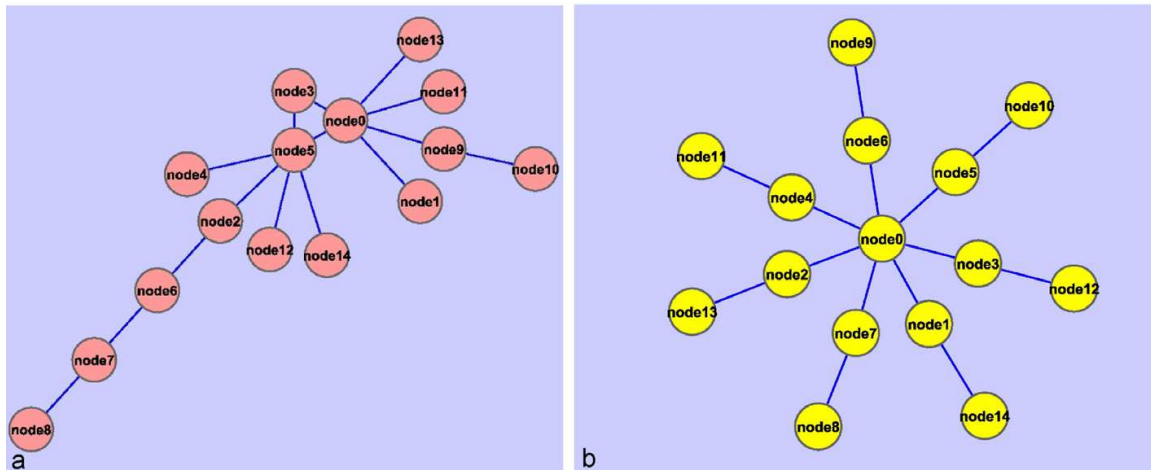 node13
node3
node11
node0
node5
node9
node10
node4
node1
node2
node12
node14
node6
node7
node8
a
node9
node10
node6
node11
node5
node4
node0
node3
node2
node12
node13
node1
node7
node14
node8
b